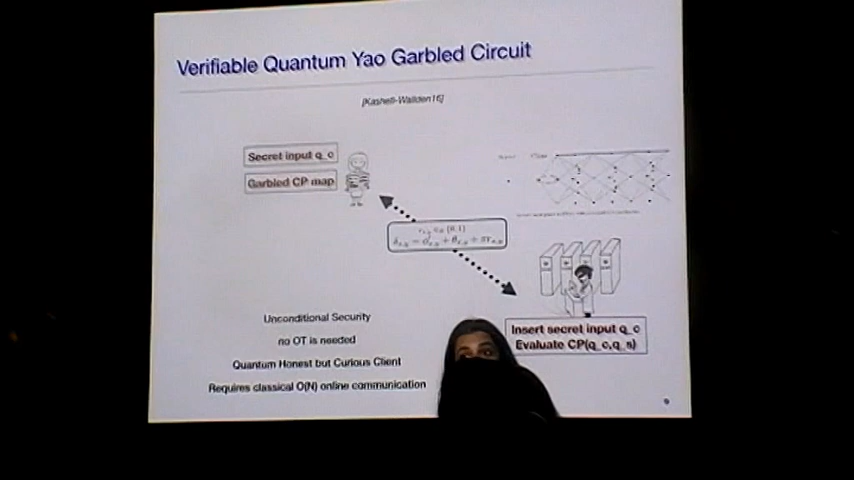 Verifiable Quantum Yao Garbled Circuit
[Kashefi-Wallden16]
Secret input q_c
Garbled CP map
Insert secret input q_c
Evaluate CP(q_c,q_s)
Unconditional Security
no OT is needed
Quantum Honest but Curious Client
Requires classical O(N) online communication
9